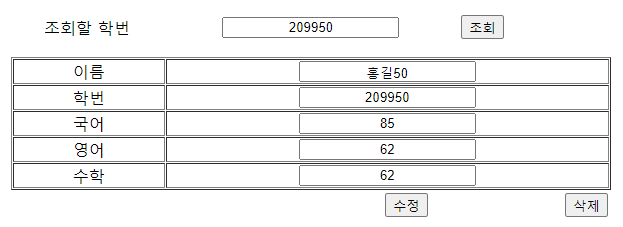 조회할 학번 209950 조회
이름 홍길50
학번 209950
국어 85
영어 62
수학 62
수정 삭제